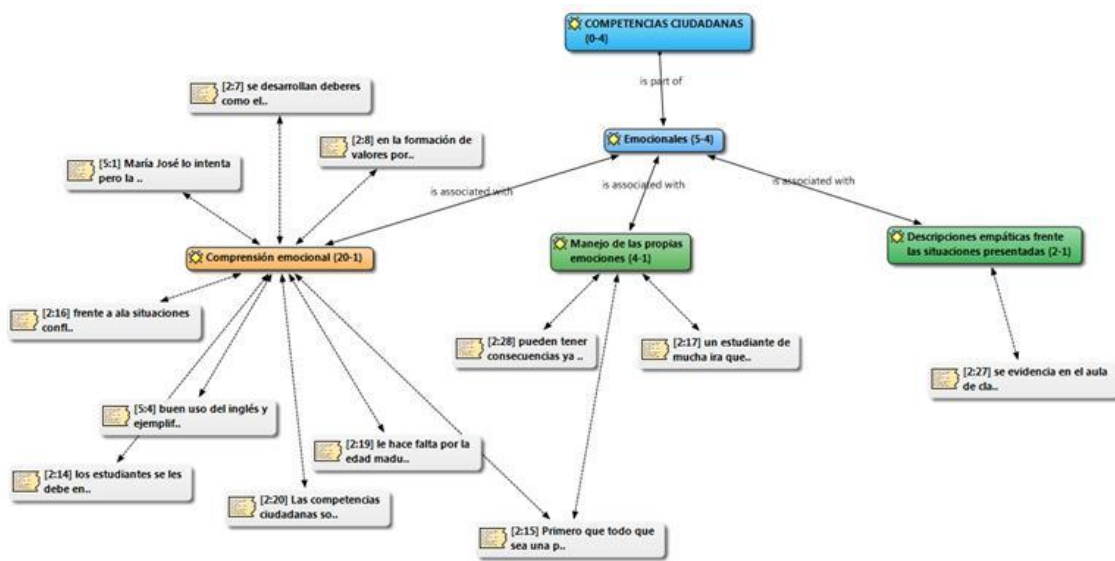 COMPETENCIAS CIUDADANAS
(0-4)
is part of
[2:7] se desarrollan deberes
como el..
[2:8] en la formación de
valores por..
Emocionales (5-4)
[5:1] María José lo intenta
pero la ..
is associated with
is associated with
is associated with
Comprensión emocional (20-1)
Manejo de las propias
emociones (4-1)
Descripciones empáticas frente
las situaciones presentadas (2-1)
[2:16] frente a ala situaciones
confl..
[2:28] pueden tener
consecuencias ya ..
[2:17] un estudiante de
mucha ira que..
[2:27] se evidencia en el aula
de cla..
[5:4] buen uso del inglés y
ejemplif..
[2:19] le hace falta por la
edad madu..
[2:14] los estudiantes se les
debe en..
[2:20] Las competencias
ciudadanas so..
[2:15] Primero que todo que
sea una p..